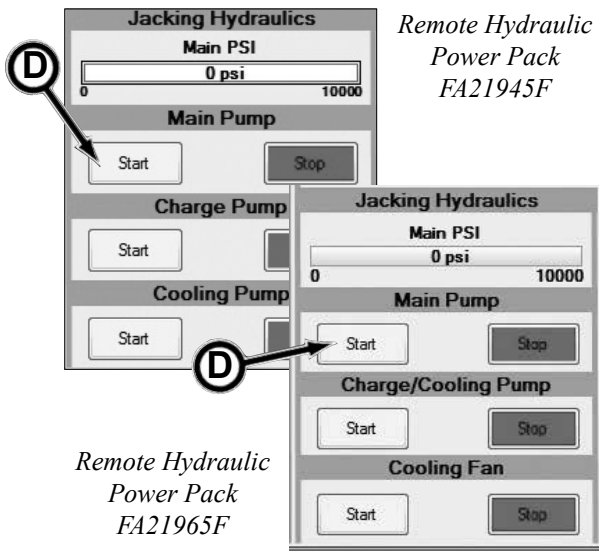 Jacking Hydraulics
Main PSI
0 psi
0 10000
Main Pump
Start Stop
Charge Pump
Start
Cooling Pump
Start
D
Remote Hydraulic
Power Pack
FA21945F
Jacking Hydraulics
Main PSI
0 psi
0 10000
Main Pump
Start Stop
Charge/Cooling Pump
Start Stop
Cooling Fan
Start Stop
D
Remote Hydraulic
Power Pack
FA21965F